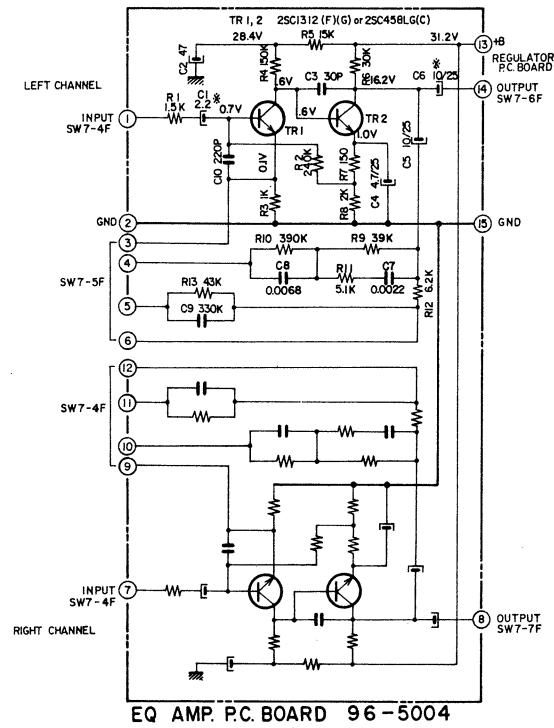 TR 1, 2 2SC1312 (F)(G) or 2SC458LG(C)
28.4V
R5 15K
31.2V
13
+B
REGULATOR
P.C. BOARD
C2 47
R4 150K
R6 30K
LEFT CHANNEL
.6V
C3 30P
16.2V
C6
※
10/25
14
OUTPUT
SW7-6F
R1
1.5K
C1
2.2 ※
0.7V
.6V
INPUT
SW7-4F
1
TR1
TR2
1.0V
C5 10/25
C10 220P
0.1V
R2
240K
R7 150
C4 4.7/25
R3 1K
R8 2K
GND
2
15
GND
3
R10 390K
R9 39K
4
C8
0.0068
R11
5.1K
C7
0.0022
R12 6.2K
SW7-5F
R13 43K
5
C9 330K
6
12
SW7-4F
11
10
9
INPUT
SW7-4F
7
8
OUTPUT
SW7-7F
RIGHT CHANNEL
EQ AMP. P.C. BOARD 96-5004